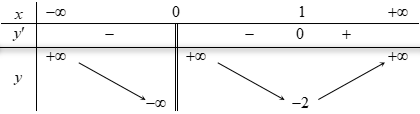 x −∞ 0 1 +∞
y' − − 0 +
+∞ +∞ +∞
y
−∞ −2